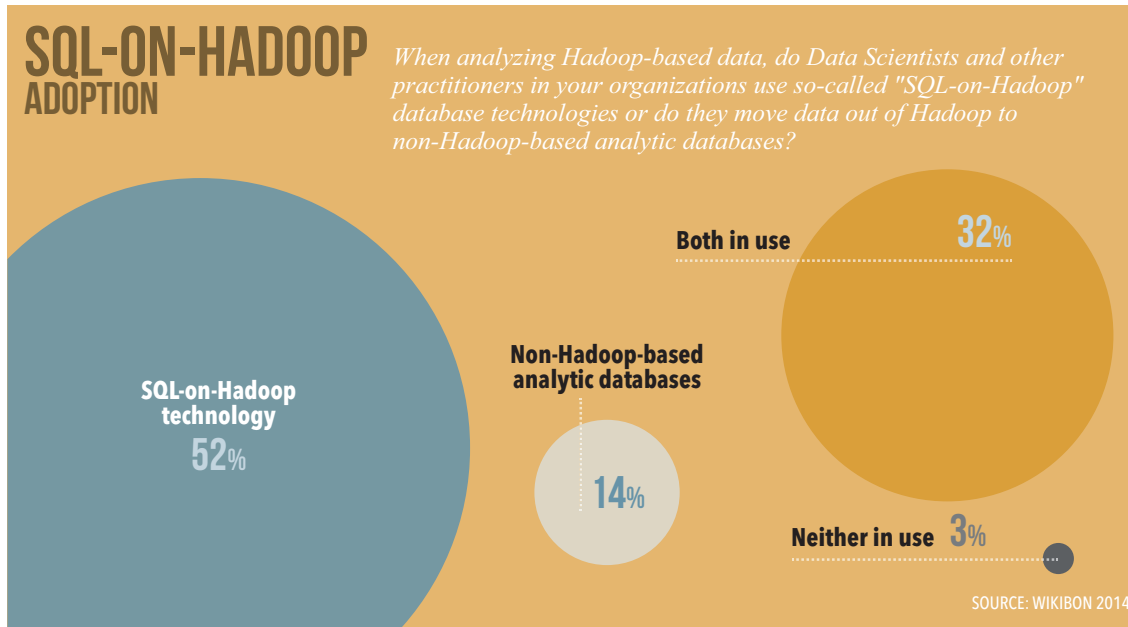 SQL-ON-HADOOP
ADOPTION
When analyzing Hadoop-based data, do Data Scientists and other
practitioners in your organizations use so-called "SQL-on-Hadoop"
database technologies or do they move data out of Hadoop to
non-Hadoop-based analytic databases?
Both in use 32%
Non-Hadoop-based
analytic databases
14%
SQL-on-Hadoop
technology
52%
Neither in use 3%
SOURCE: WIKIBON 2014